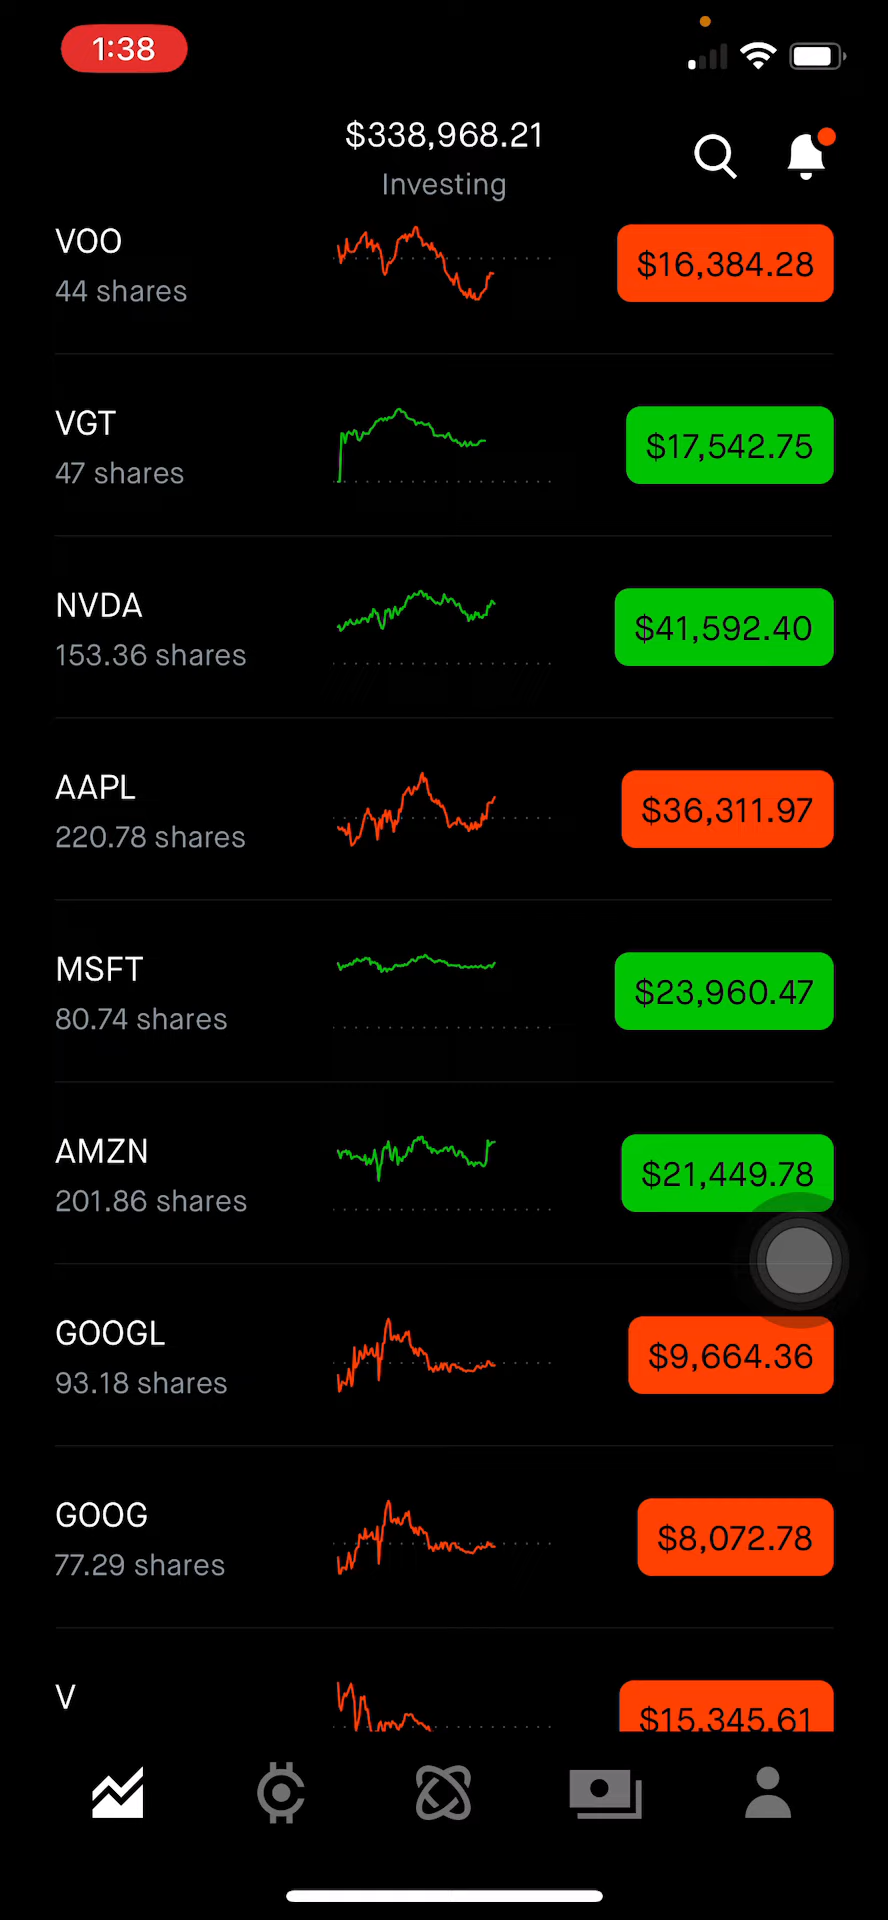 1:38
$338,968.21
Investing
VOO
44 shares
$16,384.28
VGT
47 shares
$17,542.75
NVDA
153.36 shares
$41,592.40
AAPL
220.78 shares
$36,311.97
MSFT
80.74 shares
$23,960.47
AMZN
201.86 shares
$21,449.78
GOOGL
93.18 shares
$9,664.36
GOOG
77.29 shares
$8,072.78
V
$15,345.61